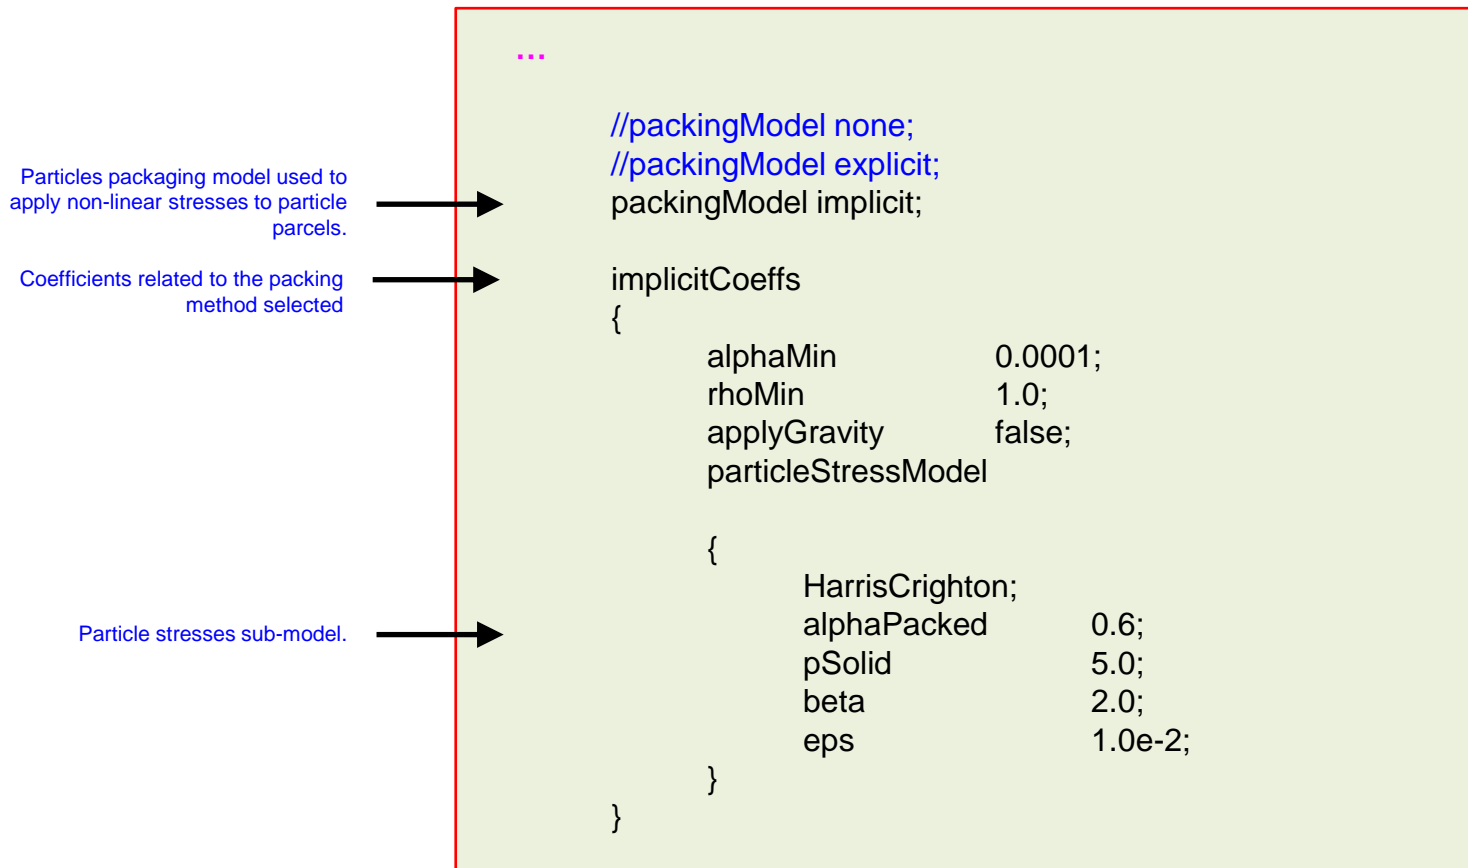 ...
//packingModel none;
//packingModel explicit;
Particles packaging model used to
apply non-linear stresses to particle
parcels.
packingModel implicit;
Coefficients related to the packing
method selected
implicitCoeffs
{
alphaMin 0.0001;
rhoMin 1.0;
applyGravity false;
particleStressModel
{
HarrisCrighton;
Particle stresses sub-model.
alphaPacked 0.6;
pSolid 5.0;
beta 2.0;
eps 1.0e-2;
}
}